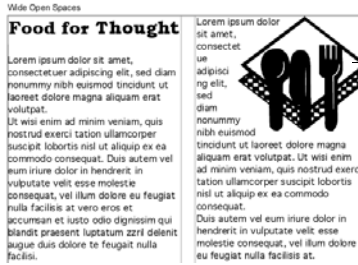 Wide Open Spaces
Food for Thought
Lorem ipsum dolor sit amet,
consectetuer adipiscing elit, sed diam
nonummy nibh euismod tincidunt ut
laoreet dolore magna aliquam erat
volutpat.
Ut wisi enim ad minim veniam, quis
nostrud exerci tation ullamcorper
suscipit lobortis nisl ut aliquip ex ea
commodo consequat. Duis autem vel
eum iriure dolor in hendrerit in
vulputate velit esse molestie
consequat, vel illum dolore eu feugiat
nulla facilisis at vero eros et
accumsan et iusto odio dignissim qui
blandit praesent luptatum zzril delenit
augue duis dolore te feugait nulla
facilisi.
Lorem ipsum dolor
sit amet,
consectet
ue
adipisci
ng elit,
sed
diam
nonummy
nibh euismod
tincidunt ut laoreet dolore magna
aliquam erat volutpat. Ut wisi enim
ad minim veniam, quis nostrud exerc
tation ullamcorper suscipit lobortis
nisl ut aliquip ex ea commodo
consequat.
Duis autem vel eum iriure dolor in
hendrerit in vulputate velit esse
molestie consequat, vel illum dolore
eu feugiat nulla facilisis at.